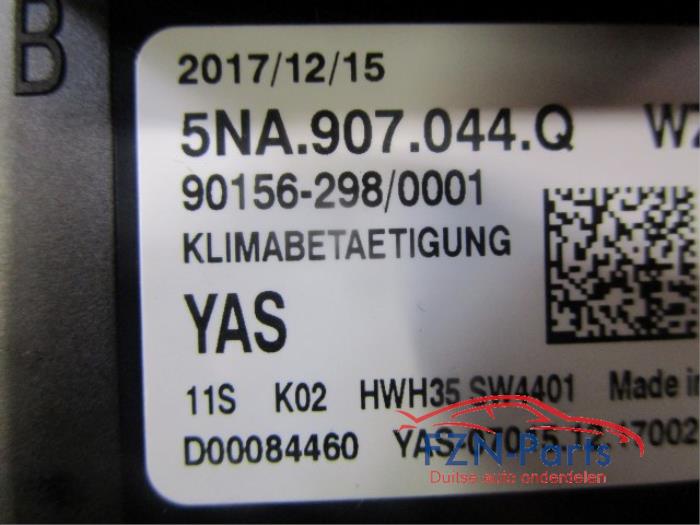 B
2017/12/15
5NA.907.044.Q
90156-298/0001
KLIMABETAETIGUNG
YAS
11S K02 HWH35 SW4401 Made in
D00084460
FZN-Parts
Duitse auto onderdelen